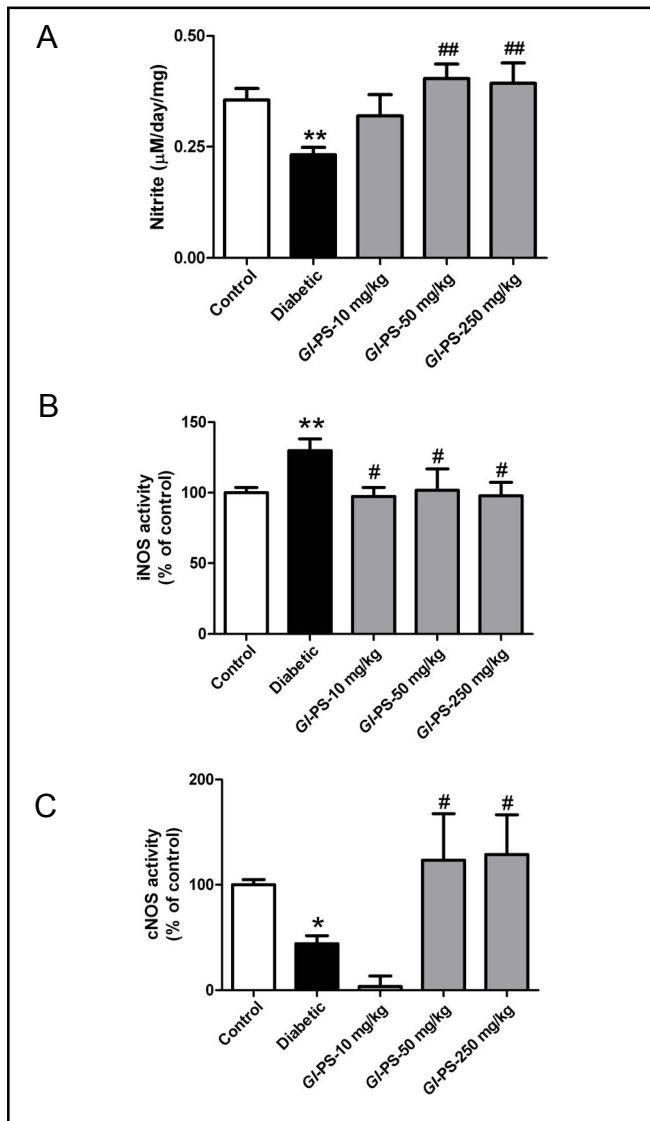 A
Nitrite (μM/day/mg)
0.50
0.25
0.00
**
##
##
Control
Diabetic
Gl-PS-10 mg/kg
Gl-PS-50 mg/kg
Gl-PS-250 mg/kg
B
iNOS activity
(% of control)
150
100
50
0
**
#
#
#
Control
Diabetic
Gl-PS-10 mg/kg
Gl-PS-50 mg/kg
Gl-PS-250 mg/kg
C
cNOS activity
(% of control)
200
100
0
*
#
#
Control
Diabetic
Gl-PS-10 mg/kg
Gl-PS-50 mg/kg
Gl-PS-250 mg/kg